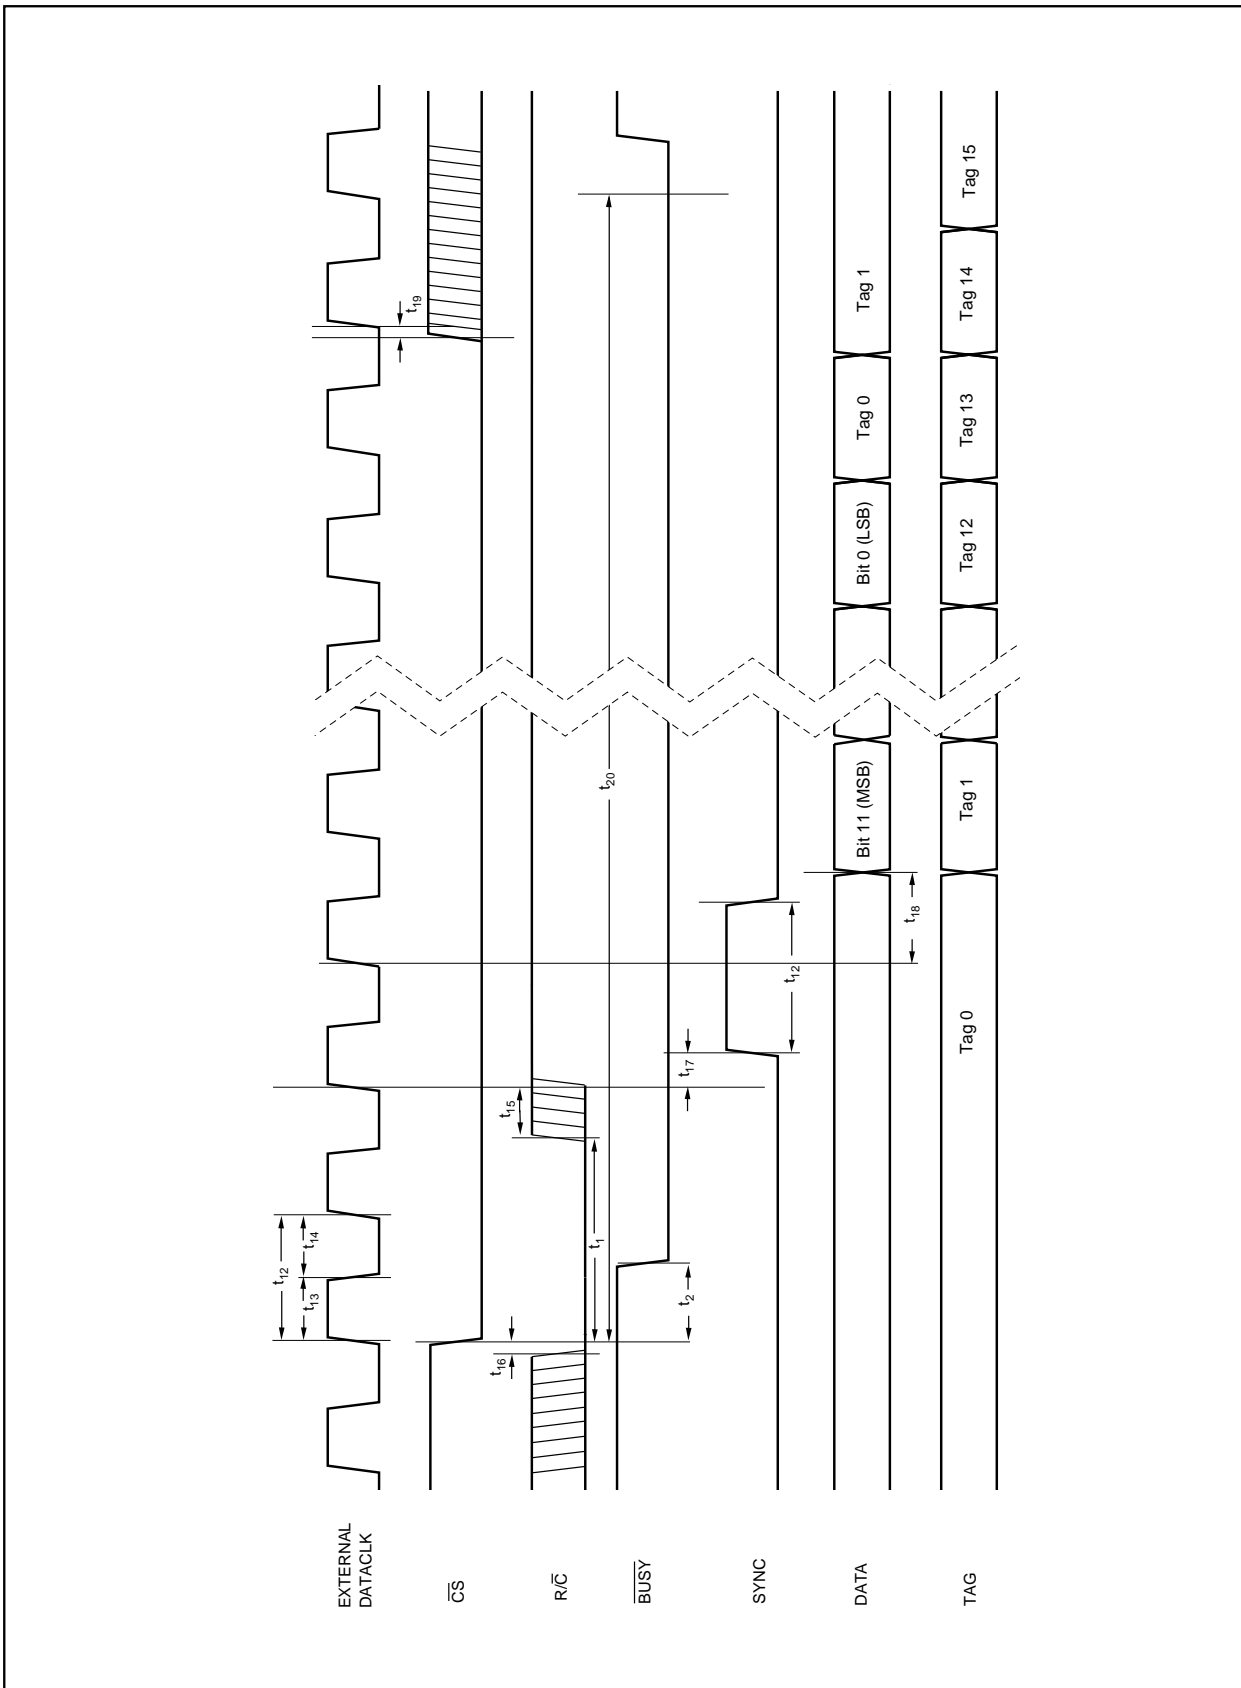 EXTERNAL
DATACLK
t12
t13
t14
t19
CS
R/C
t16
t1
t15
t20
BUSY
t2
t17
SYNC
t12
DATA
Bit 11 (MSB)
Bit 0 (LSB)
Tag 0
Tag 1
t18
TAG
Tag 0
Tag 1
Tag 12
Tag 13
Tag 14
Tag 15